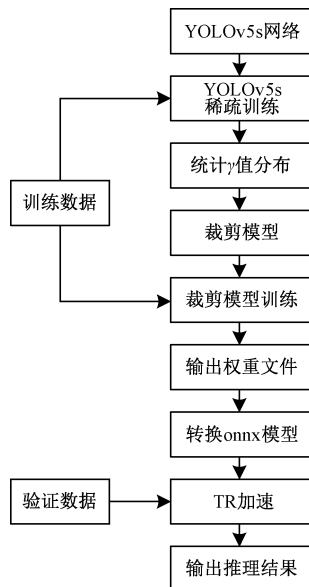 YOLOv5s网络
YOLOv5s
稀疏训练
统计γ值分布
训练数据
裁剪模型
裁剪模型训练
输出权重文件
转换onnx模型
验证数据
TR加速
输出推理结果